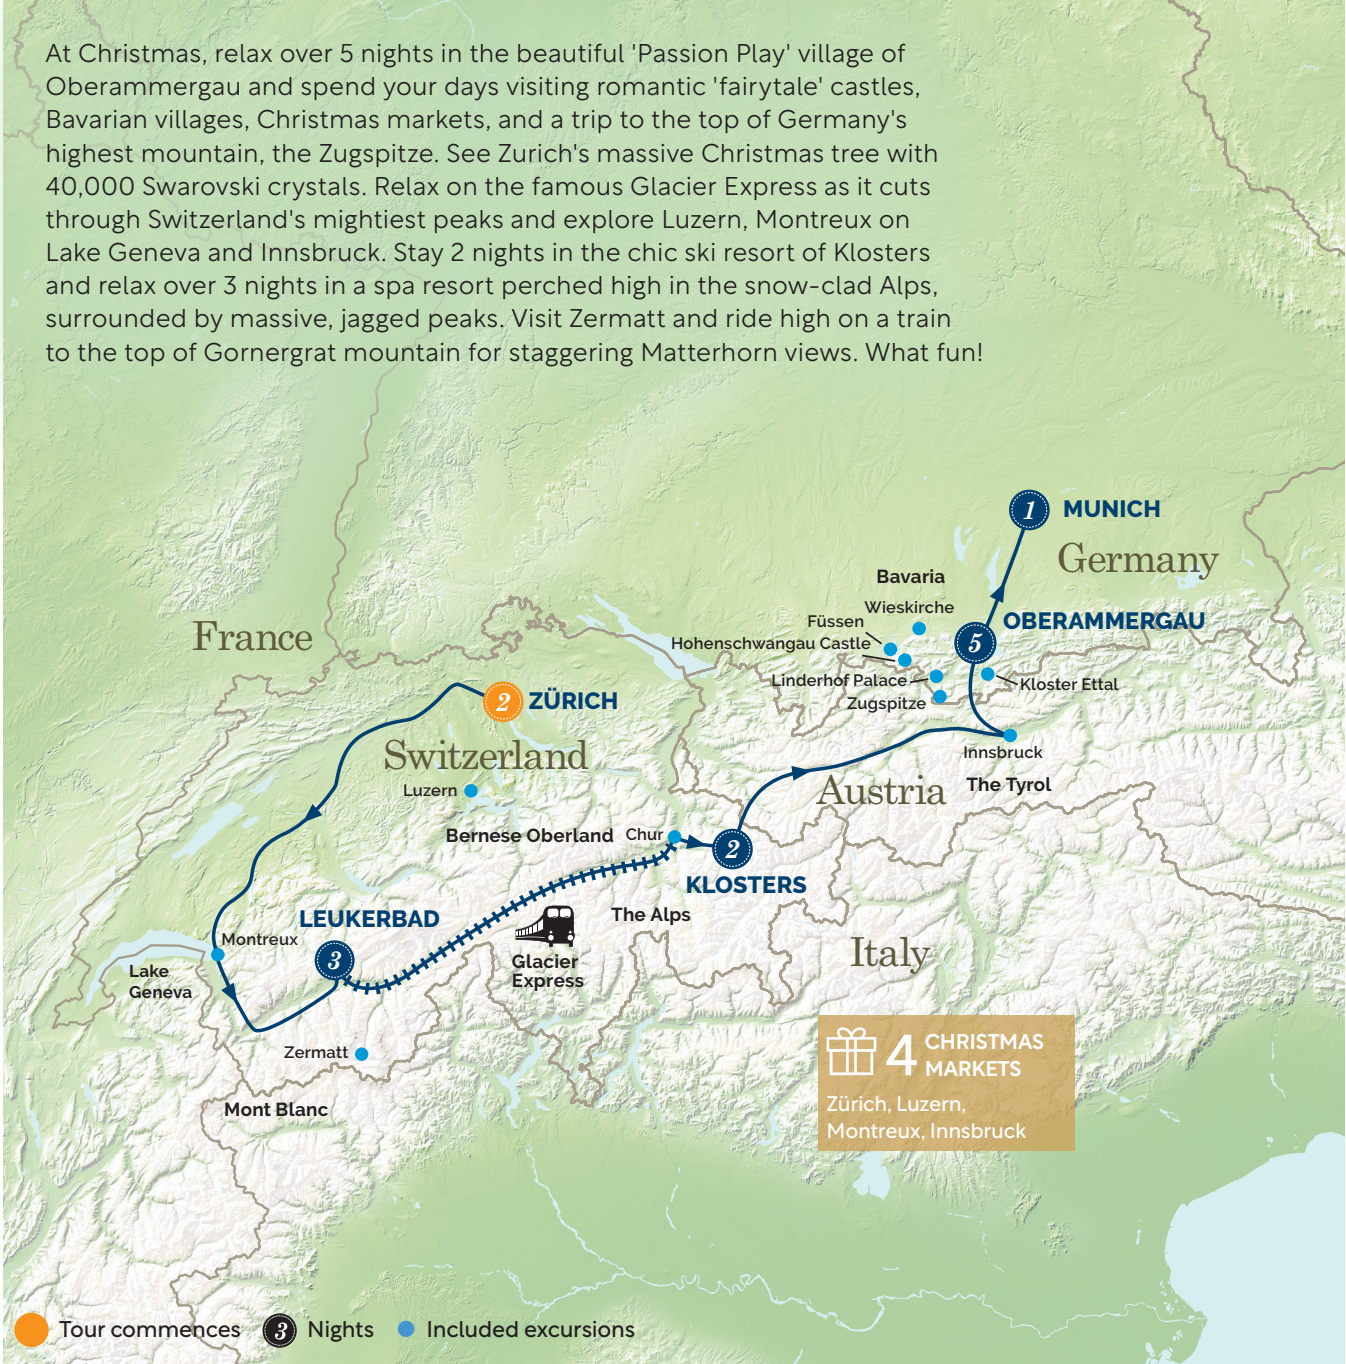 At Christmas, relax over 5 nights in the beautiful 'Passion Play' village of
Oberammergau and spend your days visiting romantic 'fairytale' castles,
Bavarian villages, Christmas markets, and a trip to the top of Germany's
highest mountain, the Zugspitze. See Zurich's massive Christmas tree with
40,000 Swarovski crystals. Relax on the famous Glacier Express as it cuts
through Switzerland's mightiest peaks and explore Luzern, Montreux on
Lake Geneva and Innsbruck. Stay 2 nights in the chic ski resort of Klosters
and relax over 3 nights in a spa resort perched high in the snow-clad Alps,
surrounded by massive, jagged peaks. Visit Zermatt and ride high on a train
to the top of Gornergrat mountain for staggering Matterhorn views. What fun!
1 MUNICH
Germany
Bavaria
Wieskirche
Füssen
OBERAMMERGAU
5
France
Hohenschwangau Castle
Linderhof Palace
Kloster Ettal
Zugspitze
2 ZÜRICH
Switzerland
Innsbruck
Luzern
Austria
The Tyrol
Bernese Oberland
Chur
2
KLOSTERS
LEUKERBAD
The Alps
Montreux
3
Italy
Glacier
Express
Lake
Geneva
Zermatt
Mont Blanc
4 CHRISTMAS
MARKETS
Zürich, Luzern,
Montreux, Innsbruck
Tour commences
3 Nights
Included excursions